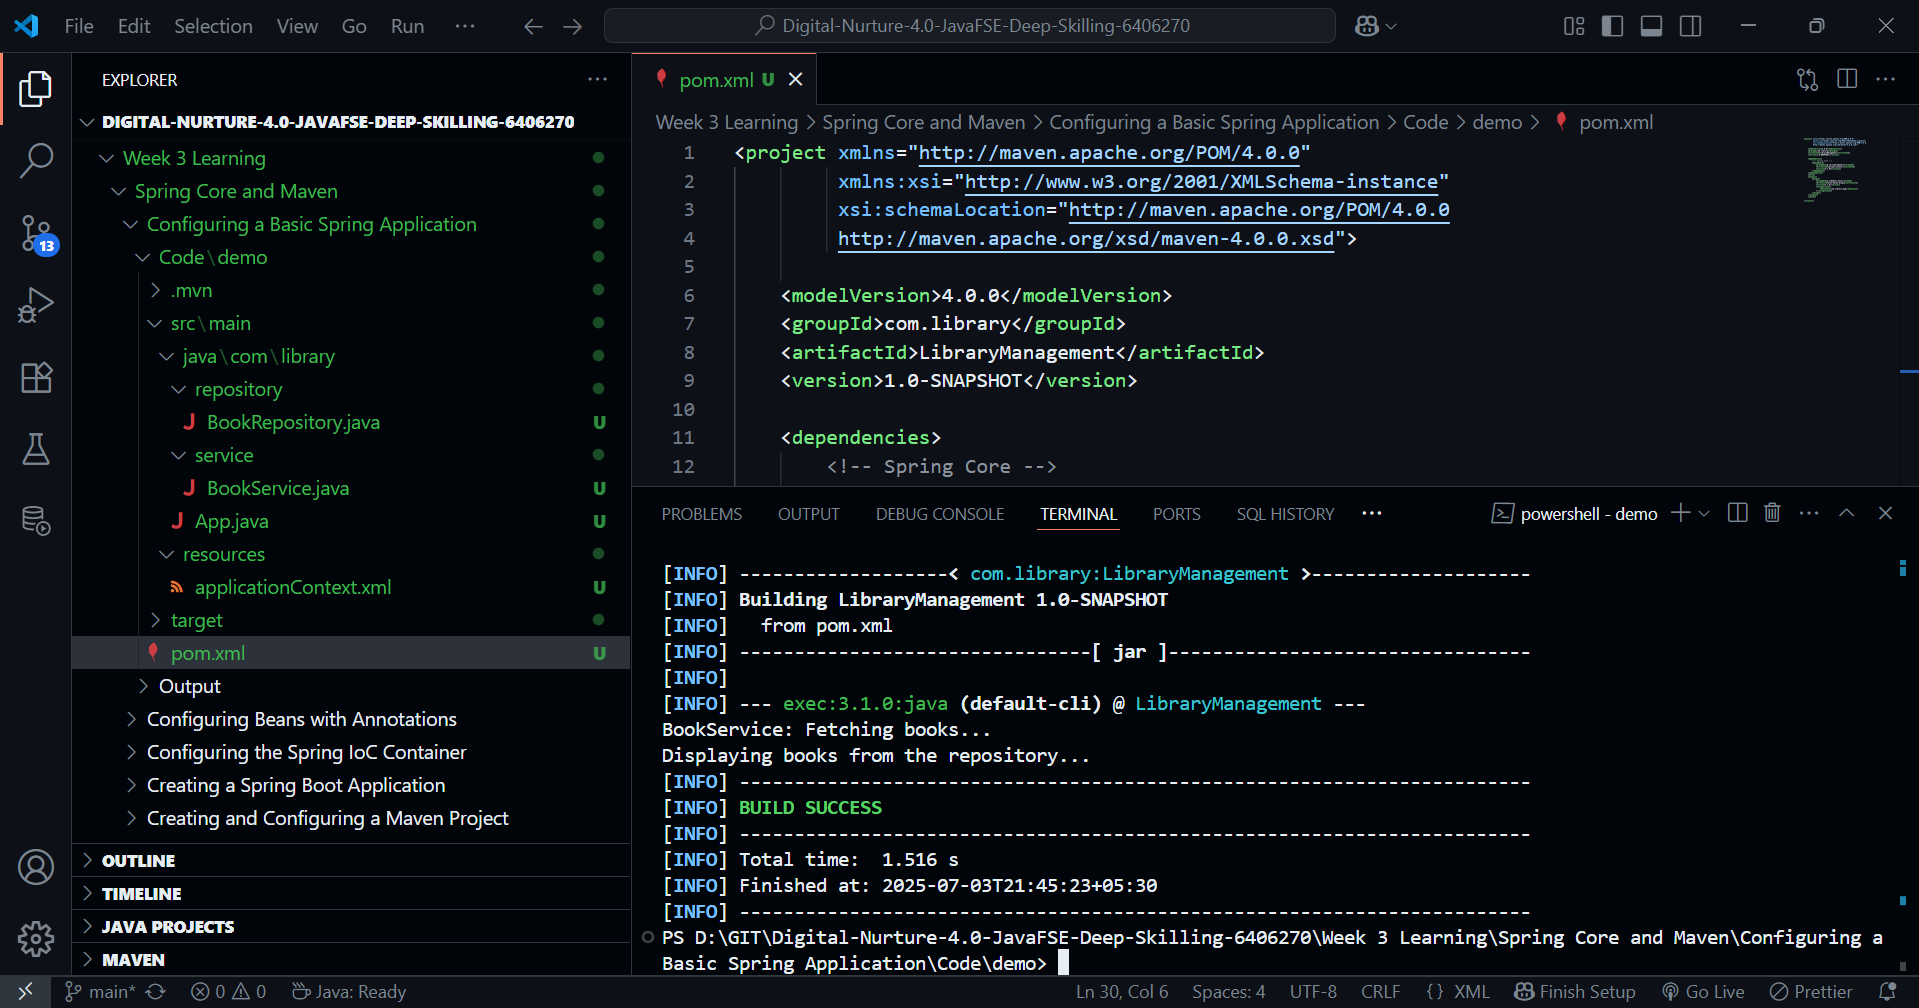 File Edit Selection View Go Run ··· Digital-Nurture-4.0-JavaFSE-Deep-Skilling-6406270
EXPLORER
DIGITAL-NURTURE-4.0-JAVAFSE-DEEP-SKILLING-6406270
Week 3 Learning
Spring Core and Maven
Configuring a Basic Spring Application
Code\demo
.mvn
src\main
java\com\library
repository
BookRepository.java U
service
BookService.java U
App.java U
resources
applicationContext.xml U
target
pom.xml U
Output
Configuring Beans with Annotations
Configuring the Spring IoC Container
Creating a Spring Boot Application
Creating and Configuring a Maven Project
OUTLINE
TIMELINE
JAVA PROJECTS
MAVEN
13
pom.xml U
Week 3 Learning > Spring Core and Maven > Configuring a Basic Spring Application > Code > demo > pom.xml
1 <project xmlns="http://maven.apache.org/POM/4.0.0"
2 xmlns:xsi="http://www.w3.org/2001/XMLSchema-instance"
3 xsi:schemaLocation="http://maven.apache.org/POM/4.0.0
4 http://maven.apache.org/xsd/maven-4.0.0.xsd">
5
6 <modelVersion>4.0.0</modelVersion>
7 <groupId>com.library</groupId>
8 <artifactId>LibraryManagement</artifactId>
9 <version>1.0-SNAPSHOT</version>
10
11 <dependencies>
12 <!-- Spring Core -->
PROBLEMS OUTPUT DEBUG CONSOLE TERMINAL PORTS SQL HISTORY ··· powershell - demo
[INFO] -------------------< com.library:LibraryManagement >--------------------
[INFO] Building LibraryManagement 1.0-SNAPSHOT
[INFO]   from pom.xml
[INFO] --------------------------------[ jar ]---------------------------------
[INFO]
[INFO] --- exec:3.1.0:java (default-cli) @ LibraryManagement ---
BookService: Fetching books...
Displaying books from the repository...
[INFO] ------------------------------------------------------------------------
[INFO] BUILD SUCCESS
[INFO] ------------------------------------------------------------------------
[INFO] Total time:  1.516 s
[INFO] Finished at: 2025-07-03T21:45:23+05:30
[INFO] ------------------------------------------------------------------------
PS D:\GIT\Digital-Nurture-4.0-JavaFSE-Deep-Skilling-6406270\Week 3 Learning\Spring Core and Maven\Configuring a
Basic Spring Application\Code\demo>
main* 0 0 Java: Ready Ln 30, Col 6 Spaces: 4 UTF-8 CRLF {} XML Finish Setup Go Live Prettier